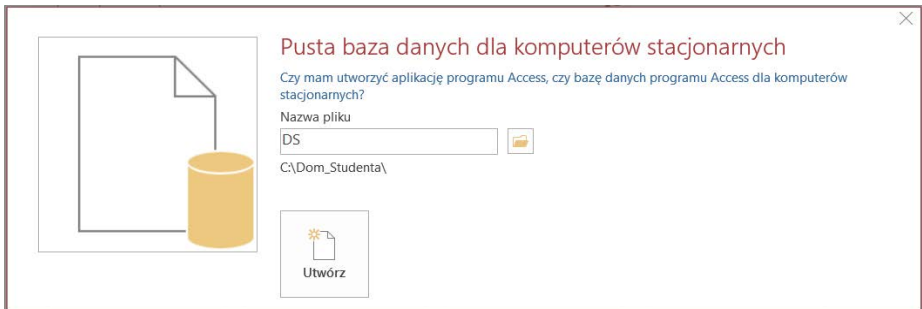 Pusta baza danych dla komputerów stacjonarnych
Czy mam utworzyć aplikację programu Access, czy bazę danych programu Access dla komputerów
stacjonarnych?
Nazwa pliku
DS
C:\Dom_Studenta\
Utwórz